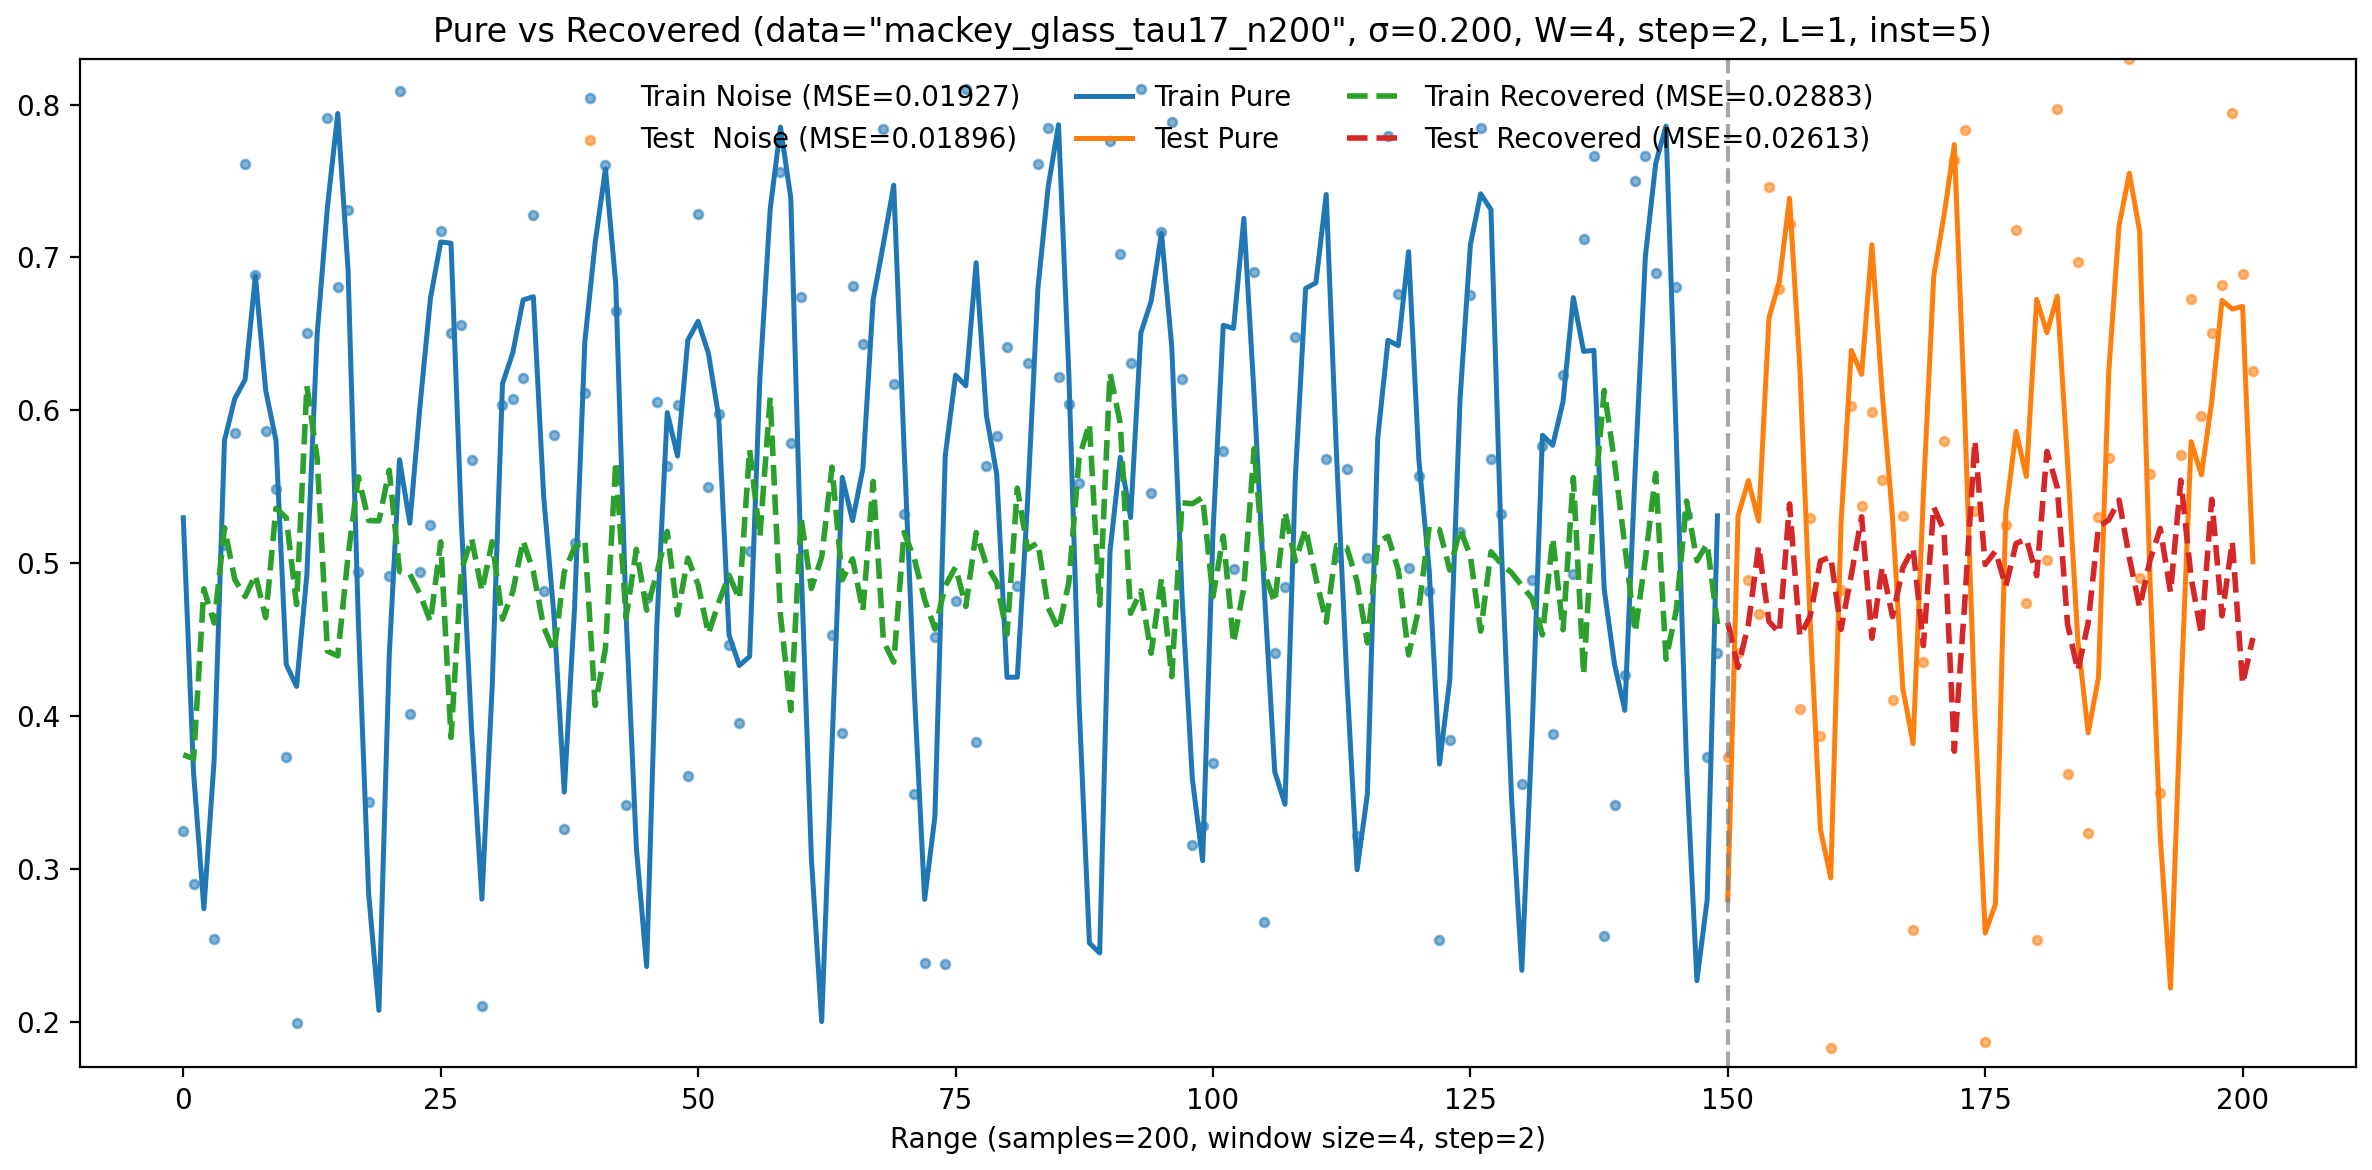 Pure vs Recovered (data="mackey_glass_tau17_n200", σ=0.200, W=4, step=2, L=1, inst=5)
Train Noise (MSE=0.01927)
Test  Noise (MSE=0.01896)
Train Pure
Test Pure
Train Recovered (MSE=0.02883)
Test  Recovered (MSE=0.02613)
0.8
0.7
0.6
0.5
0.4
0.3
0.2
0 25 50 75 100 125 150 175 200
Range (samples=200, window size=4, step=2)